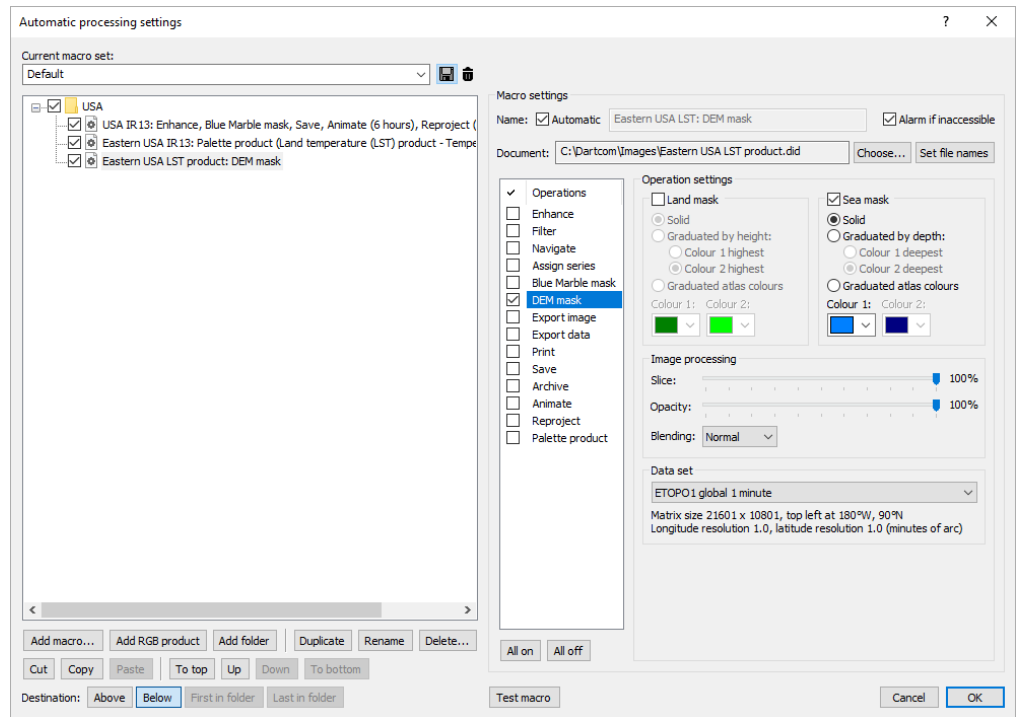 Automatic processing settings
?
Current macro set:
Default
USA
USA IR13: Enhance, Blue Marble mask, Save, Animate (6 hours), Reproject (
Eastern USA IR13: Palette product (Land temperature (LST) product - Tempe
Eastern USA LST product: DEM mask
Add macro...
Add RGB product
Add folder
Duplicate
Rename
Delete...
Cut
Copy
Paste
To top
Up
Down
To bottom
Destination:
Above
Below
First in folder
Last in folder
Macro settings
Name:
Automatic
Eastern USA LST: DEM mask
Alarm if inaccessible
Document:
C:\Dartcom\Images\Eastern USA LST product.did
Choose...
Set file names
Operations
Enhance
Filter
Navigate
Assign series
Blue Marble mask
DEM mask
Export image
Export data
Print
Save
Archive
Animate
Reproject
Palette product
All on
All off
Operation settings
Land mask
Solid
Graduated by height:
Colour 1 highest
Colour 2 highest
Graduated atlas colours
Colour 1: Colour 2:
Sea mask
Solid
Graduated by depth:
Colour 1 deepest
Colour 2 deepest
Graduated atlas colours
Colour 1: Colour 2:
Image processing
Slice:
100%
Opacity:
100%
Blending:
Normal
Data set
ETOPO1 global 1 minute
Matrix size 21601 x 10801, top left at 180°W, 90°N
Longitude resolution 1.0, latitude resolution 1.0 (minutes of arc)
Test macro
Cancel
OK